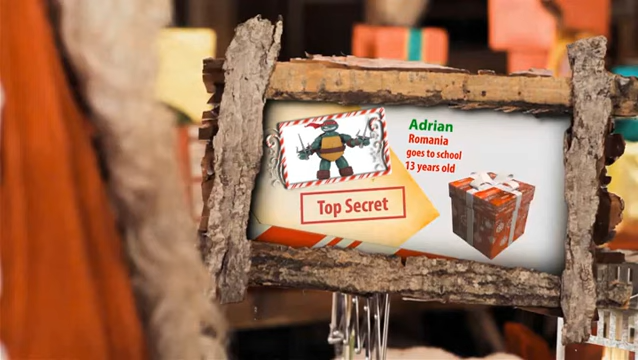 Adrian
Romania
goes to school
13 years old
Top Secret